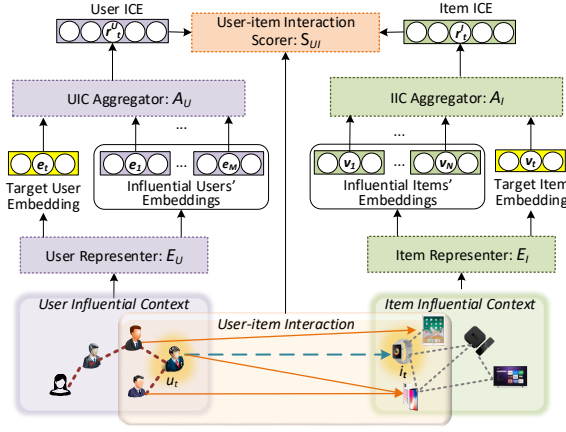 User ICE
r^U_t
User-item Interaction
Scorer: S_UI
Item ICE
r^I_t
UIC Aggregator: A_U
IIC Aggregator: A_I
...
...
e_t
e_1
...
e_M
v_1
...
v_N
v_t
Target User
Embedding
Influential Users'
Embeddings
Influential Items'
Embeddings
Target Item
Embedding
User Representer: E_U
Item Representer: E_I
User Influential Context
Item Influential Context
User-item Interaction
u_t
i_t